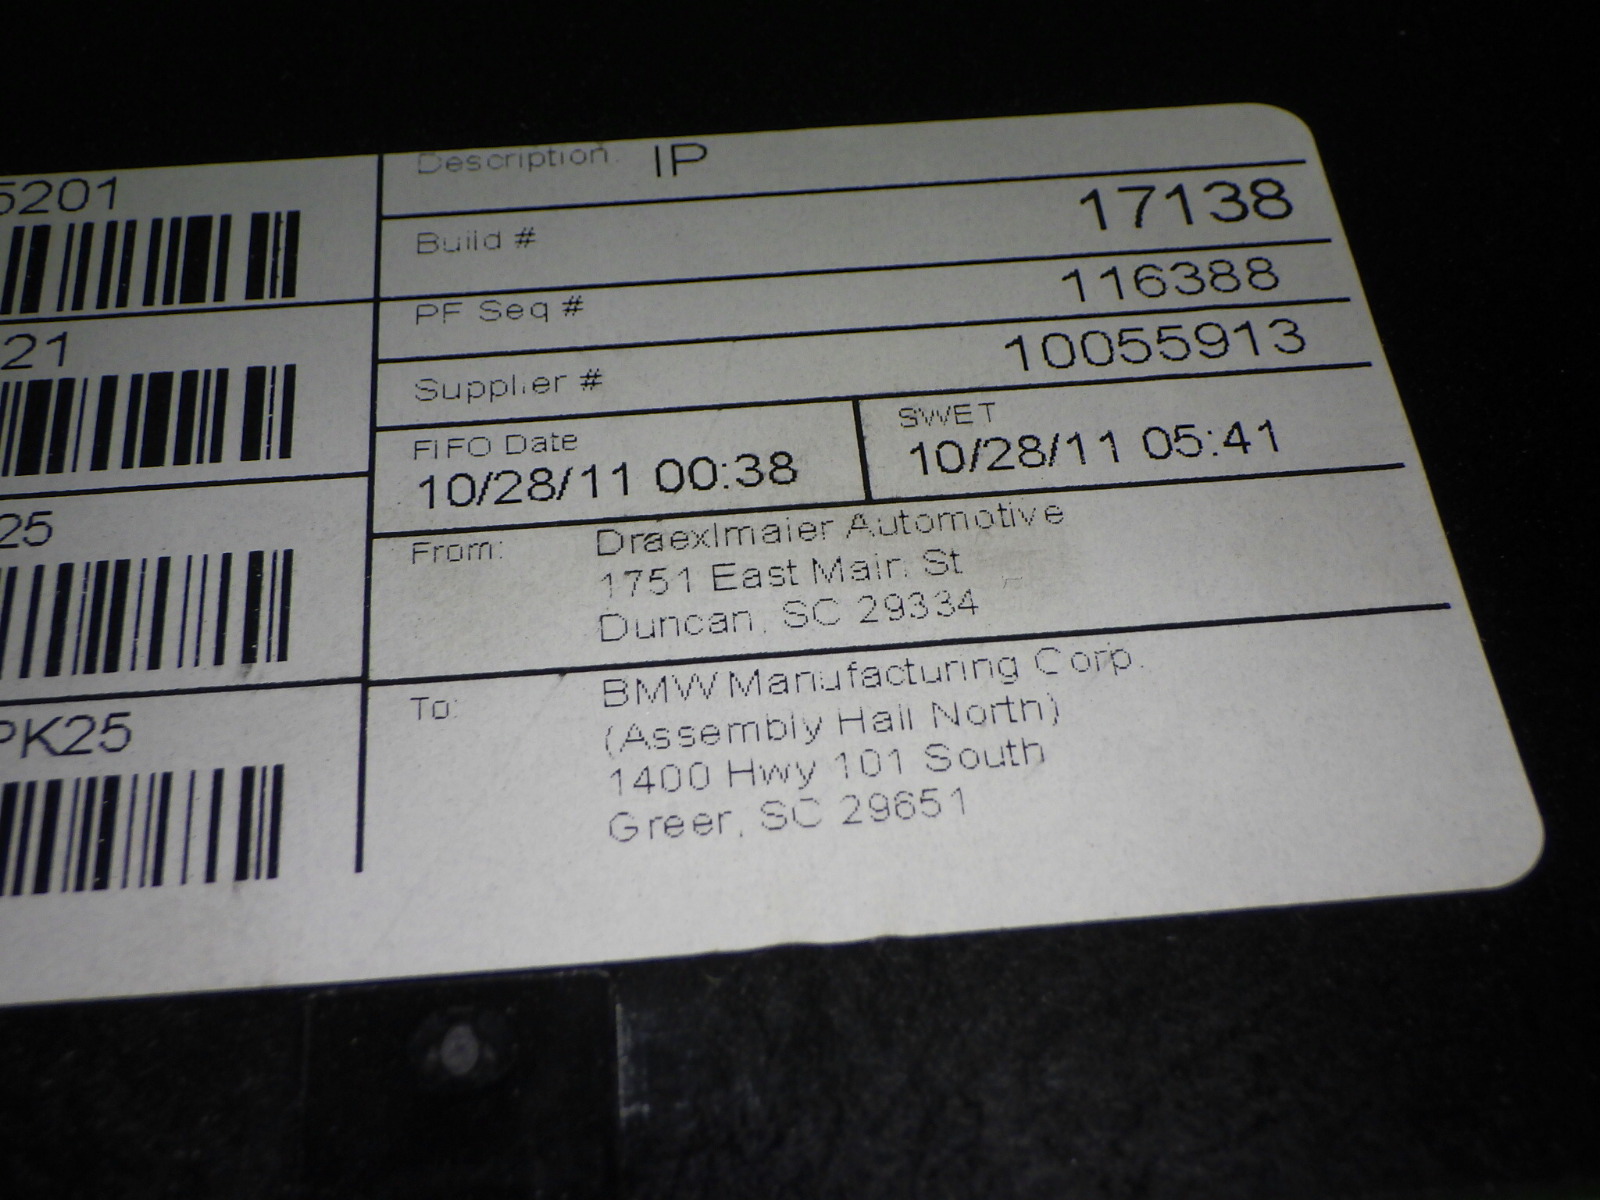 5201
21
25
PK25
Description: IP
Build # 17138
PF Seq # 116388
Supplier # 10055913
FIFO Date
10/28/11 00:38
SWET
10/28/11 05:41
From: Draexlmaier Automotive
1751 East Main St
Duncan, SC 29334
To: BMW Manufacturing Corp.
(Assembly Hall North)
1400 Hwy 101 South
Greer, SC 29651